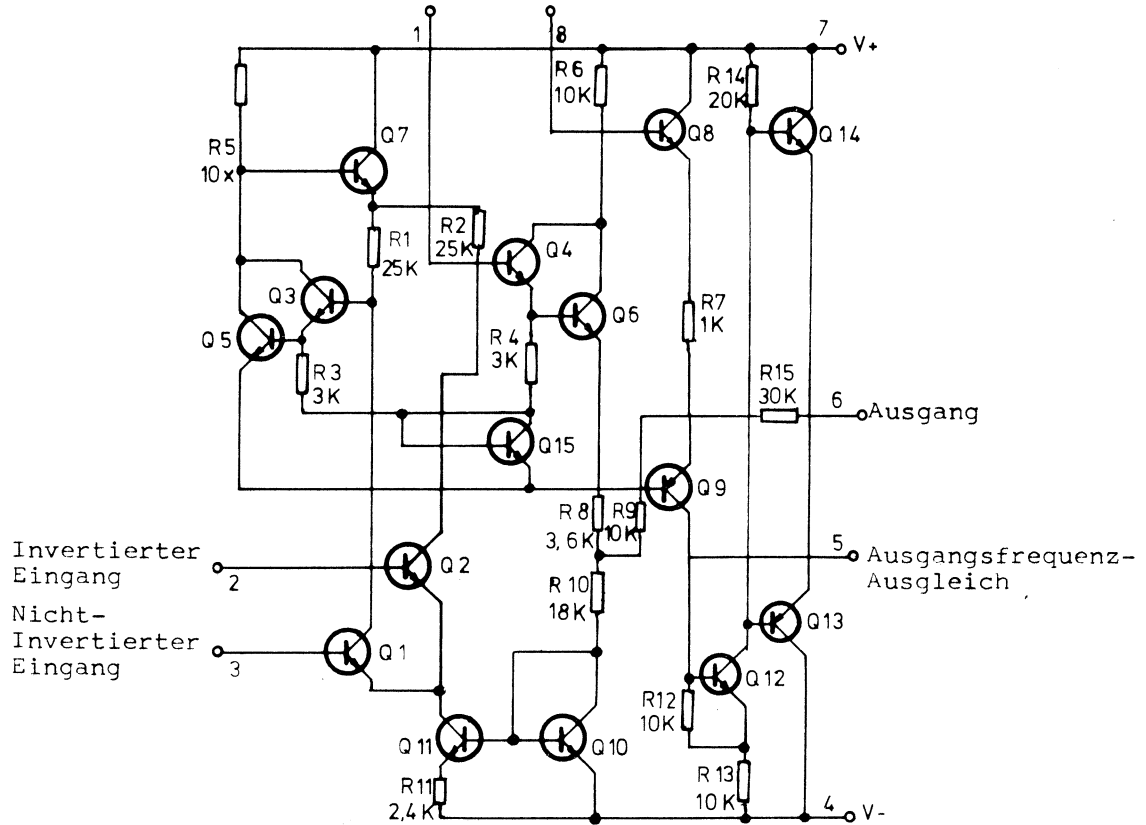 1
8
7
V+
R6
10K
R14
20K
Q7
Q8
Q14
R5
10x
R2
25K
R1
25K
Q4
Q3
Q6
R7
1K
Q5
R4
3K
R3
3K
R15
30K
6
Ausgang
Q15
Q9
R8
3,6K
R9
10K
5
Ausgangsfrequenz-
Ausgleich
Invertierter
Eingang
2
Q2
R10
18K
Nicht-
Invertierter
Eingang
3
Q1
Q13
Q12
R12
10K
Q11
Q10
R11
2,4K
R13
10K
4
V-